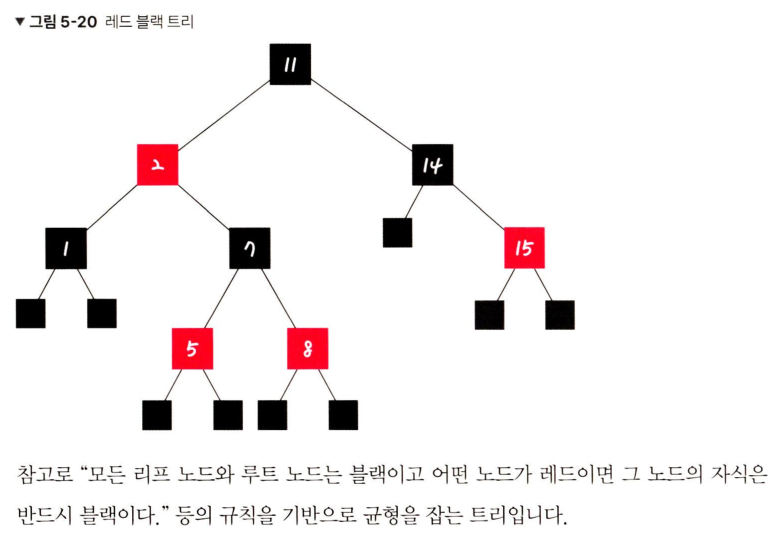 ▼ 그림 5-20 레드 블랙 트리
11
2
14
1
7
15
5
8
참고로 “모든 리프 노드와 루트 노드는 블랙이고 어떤 노드가 레드이면 그 노드의 자식은
반드시 블랙이다.” 등의 규칙을 기반으로 균형을 잡는 트리입니다.